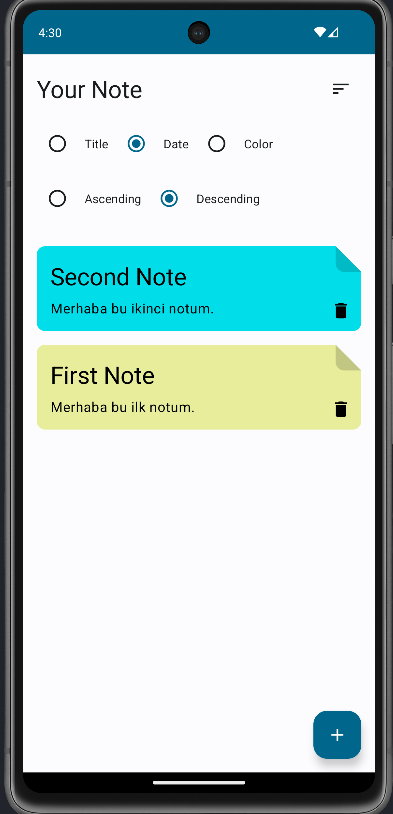 4:30
Your Note
Title Date Color
Ascending Descending
Second Note
Merhaba bu ikinci notum.
First Note
Merhaba bu ilk notum.